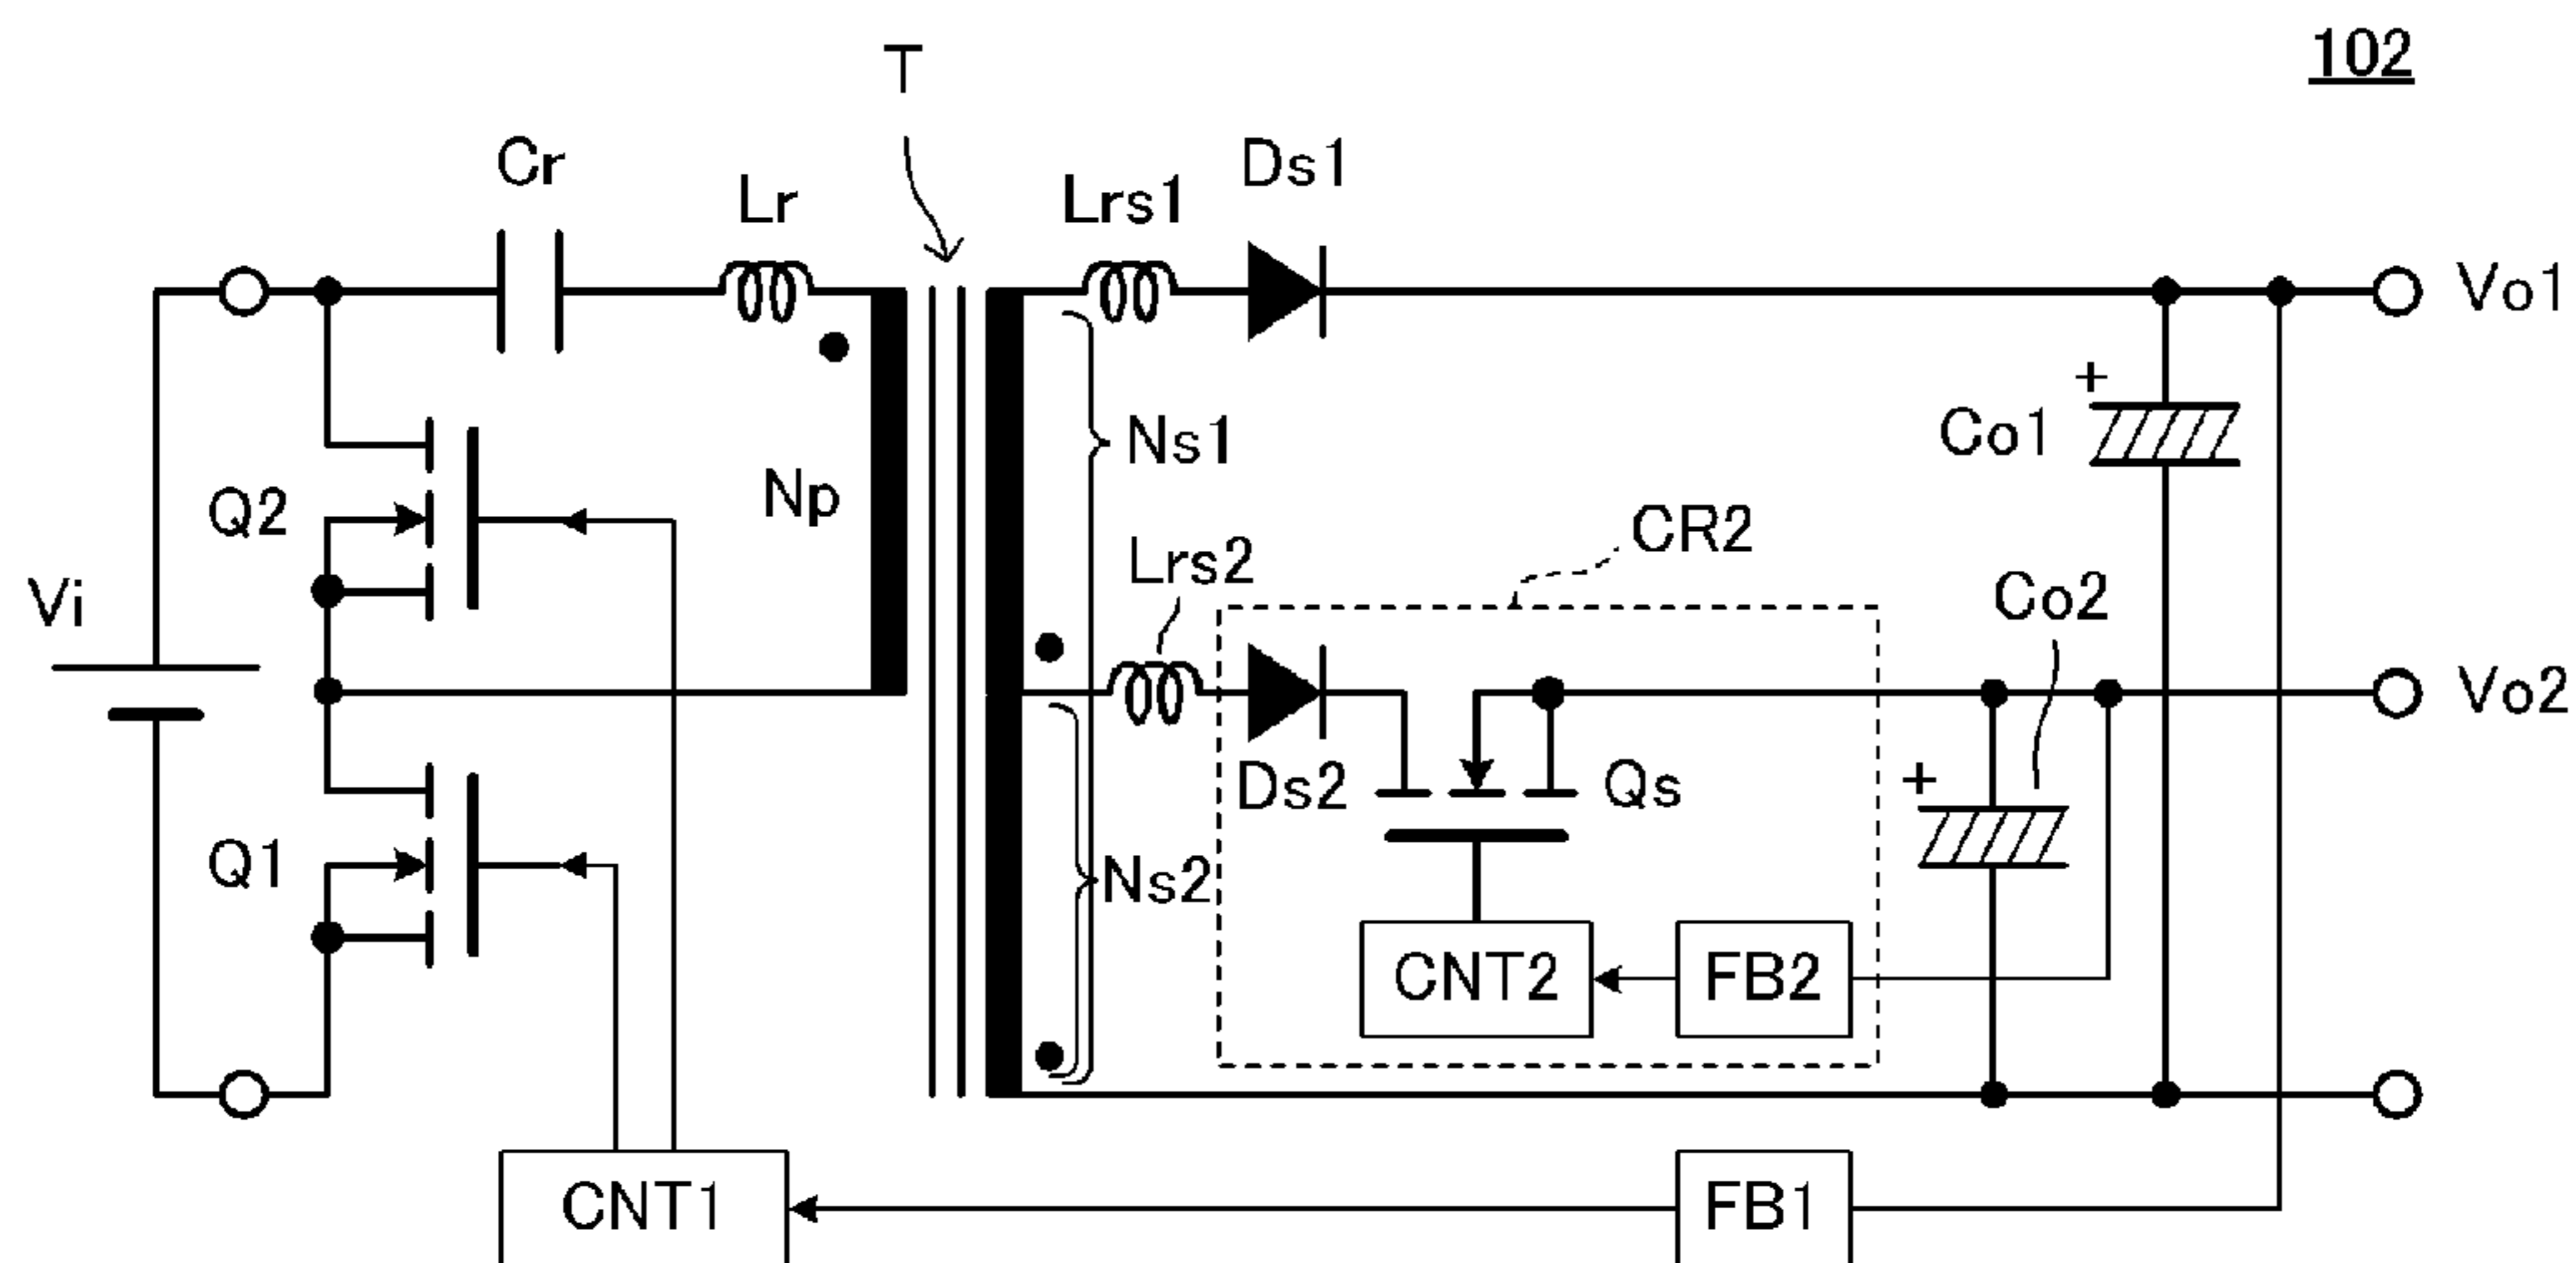 102
T
Cr
Lr
Lrs1
Ds1
Vo1
+
Co1
Ns1
Np
Q2
Lrs2
CR2
Co2
Vi
Vo2
Ds2
Qs
+
Q1
Ns2
CNT2
FB2
CNT1
FB1